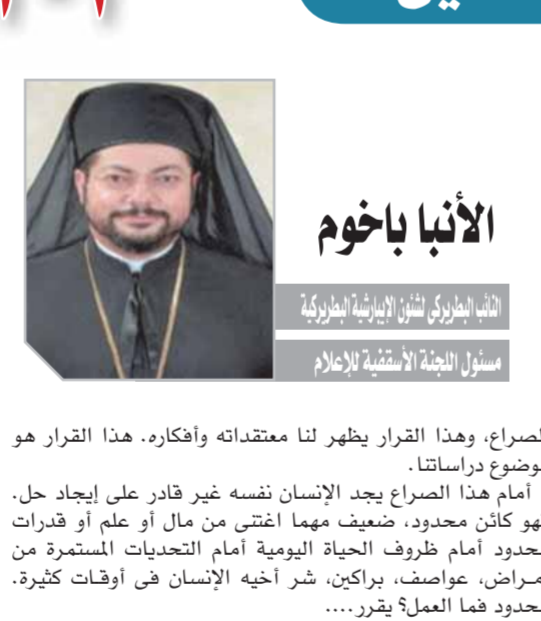 الأنبا باخوم
النائب البطريركى لشئون الإيبارشية البطريركية
مسئول اللجنة الأسقفية للإعلام
لصراع، وهذا القرار يظهر لنا معتقداته وأفكاره. هذا القرار هو
وضوع دراساتنا.
أمام هذا الصراع يجد الإنسان نفسه غير قادر على إيجاد حل.
هو كائن محدود، ضعيف مهما اغتنى من مال أو علم أو قدرات
حدود أمام ظروف الحياة اليومية أمام التحديات المستمرة من
مراض، عواصف، براكين، شر أخيه الإنسان فى أوقات كثيرة.
حدود فما العمل؟ يقرر....